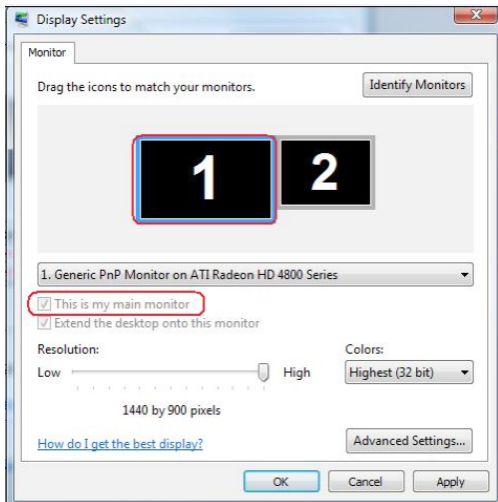 Display Settings
Monitor
Drag the icons to match your monitors.
Identify Monitors
1
2
1. Generic PnP Monitor on ATI Radeon HD 4800 Series
This is my main monitor
Extend the desktop onto this monitor
Resolution:
Colors:
Low
High
Highest (32 bit)
1440 by 900 pixels
How do I get the best display?
Advanced Settings...
OK
Cancel
Apply